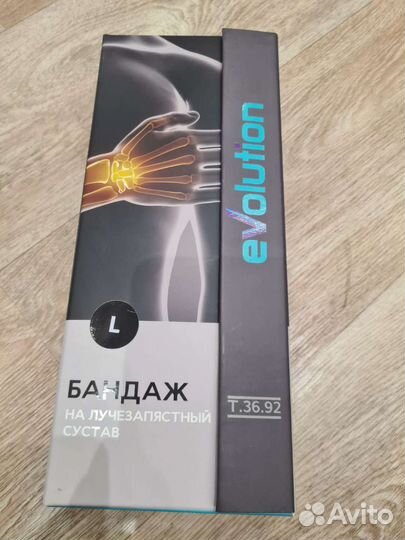 evolution
L
БАНДАЖ
НА ЛУЧЕЗАПЯСТНЫЙ
СУСТАВ
Т.36.92
Avito